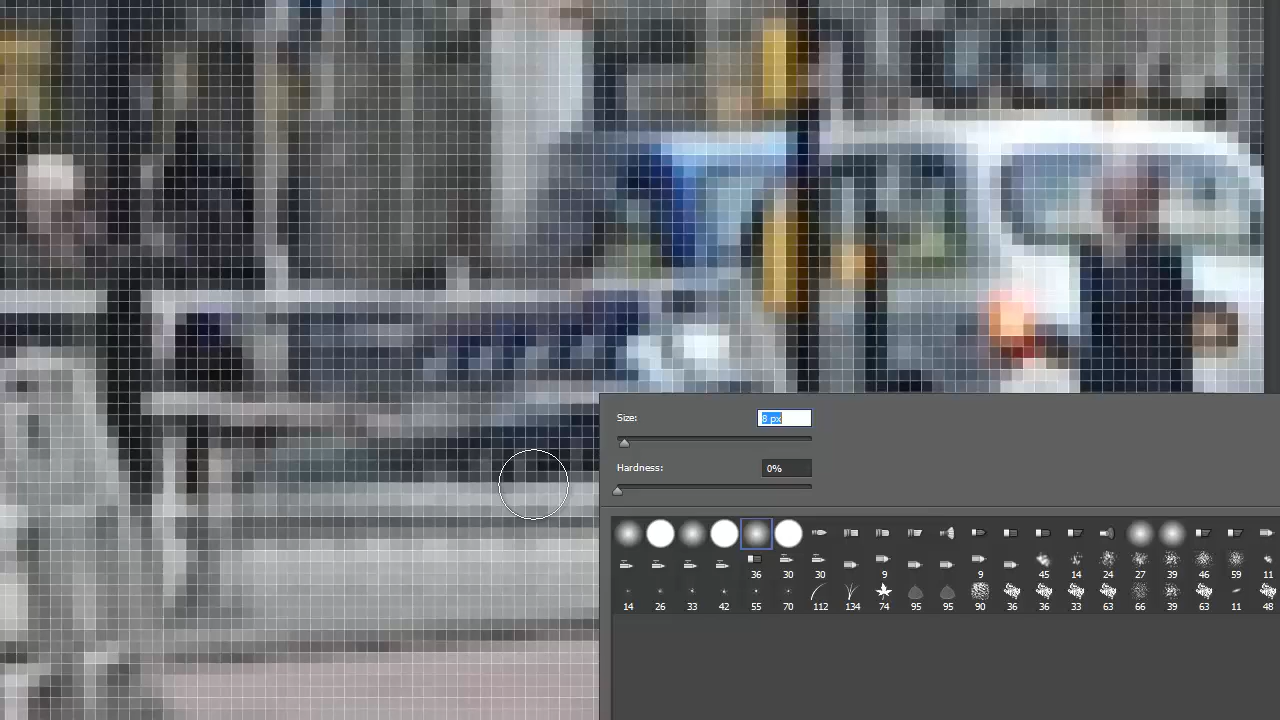 Size: 8 px
Hardness: 0%
36 30 30 9 9 45 14 24 27 39 46 59 11
14 26 33 42 55 70 112 134 74 95 95 90 36 36 33 63 66 39 63 11 48